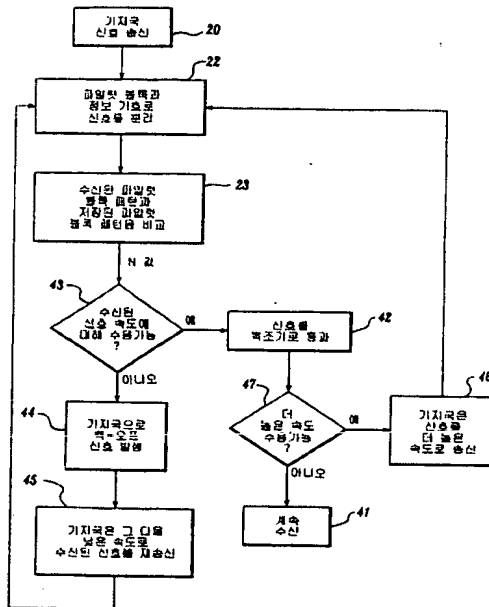 기지국
신호 송신
20
22
파일럿 블록과
정보 기호로
신호를 분리
23
수신된 파일럿
블록 패턴과
저장된 파일럿
블록 패턴을 비교
N 값
43
수신된
신호 속도에
대해 수용가능
?
예
신호를
복조기로 통과
42
아니오
44
기지국으로
백-오프
신호 발생
47
더
높은 속도
수용가능
?
예
46
기지국은
신호를
더 높은
속도로 송신
아니오
45
기지국은 그 다음
낮은 속도로
수신된 신호를 재송신
계속
수신
41